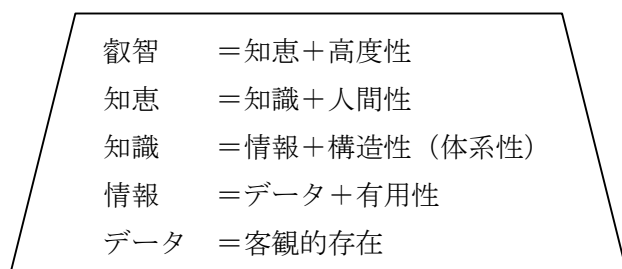 叡智　＝知恵＋高度性
知恵　＝知識＋人間性
知識　＝情報＋構造性（体系性）
情報　＝データ＋有用性
データ　＝客観的存在